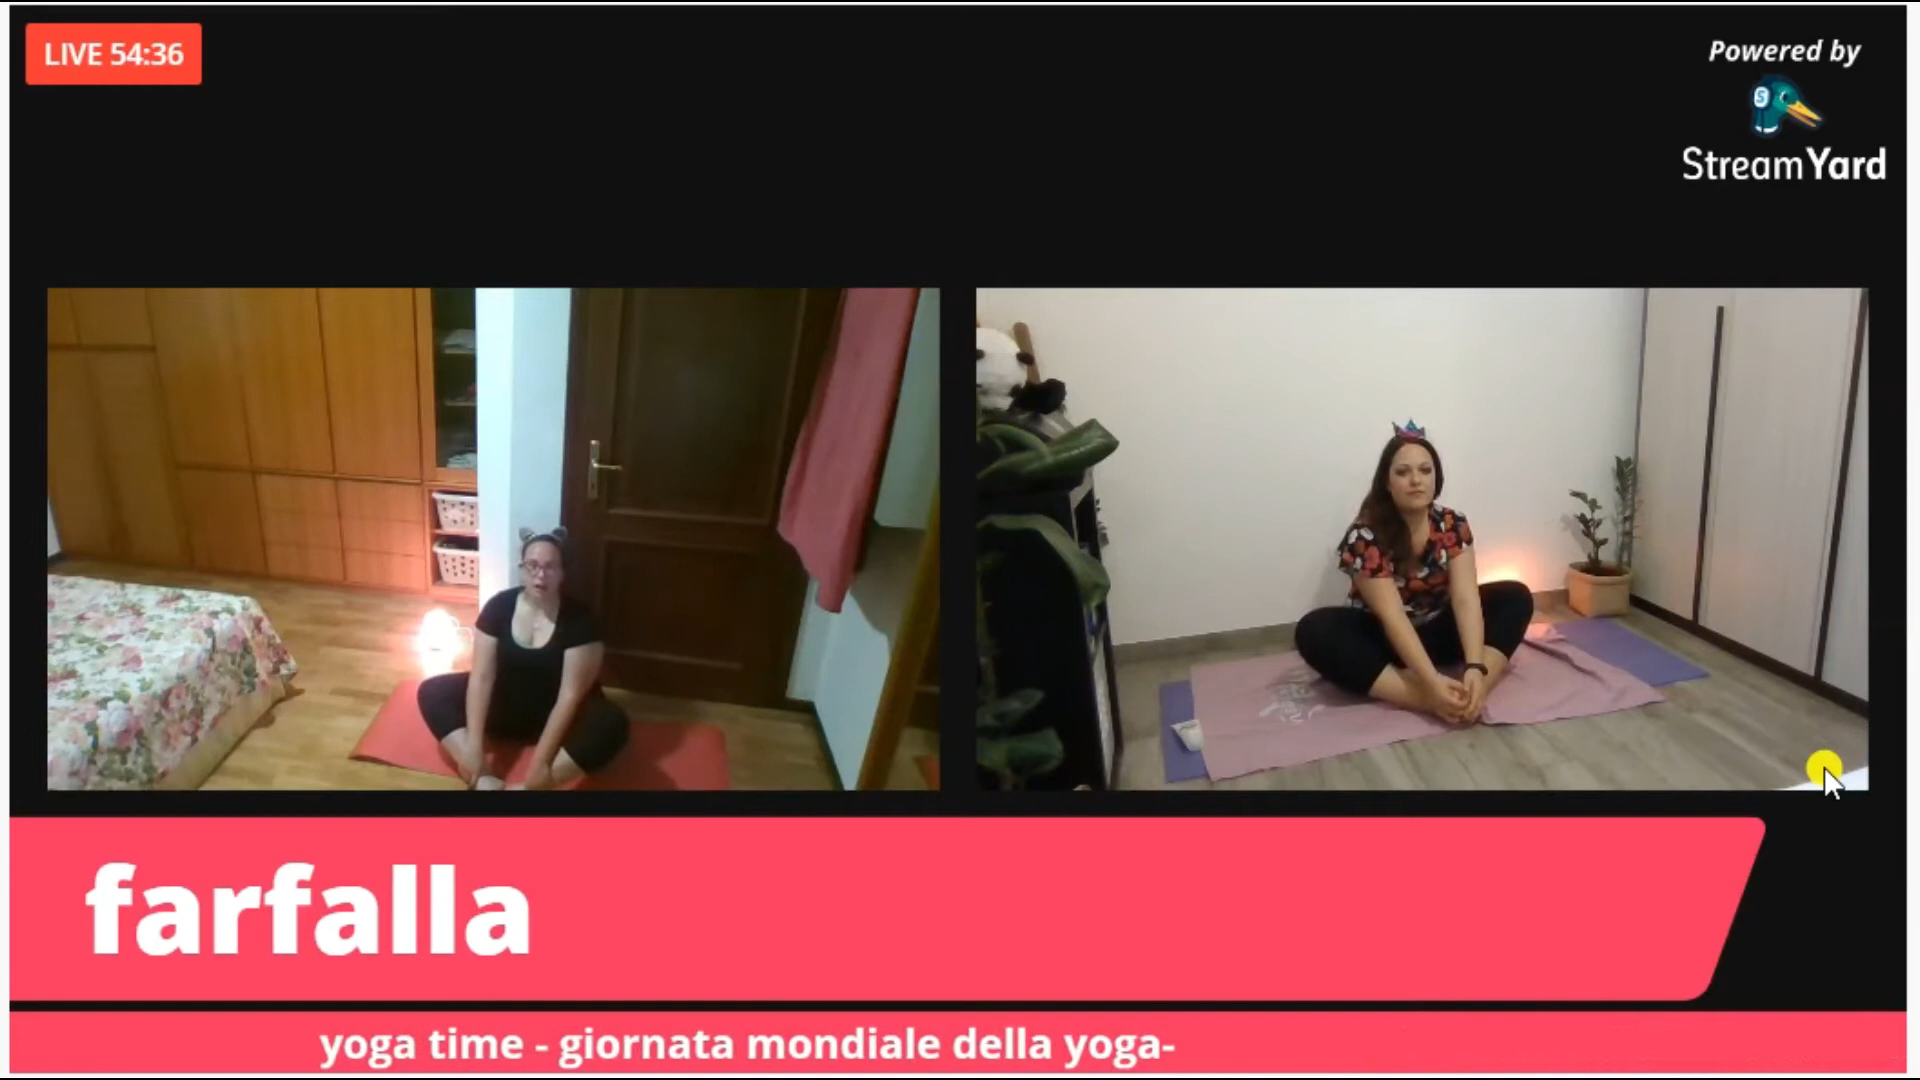 LIVE 54:36
Powered by
S
StreamYard
farfalla
yoga time - giornata mondiale della yoga-